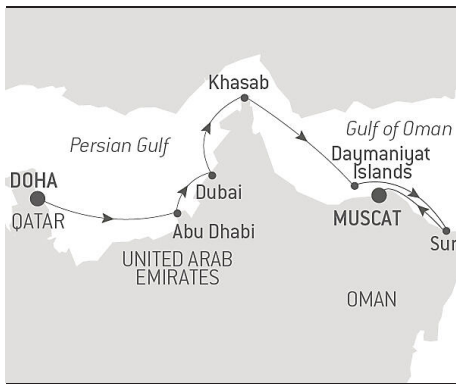 Khasab
Persian Gulf
Gulf of Oman
Daymaniyat
Islands
DOHA
QATAR
Dubai
Abu Dhabi
MUSCAT
Sur
UNITED ARAB
EMIRATES
OMAN